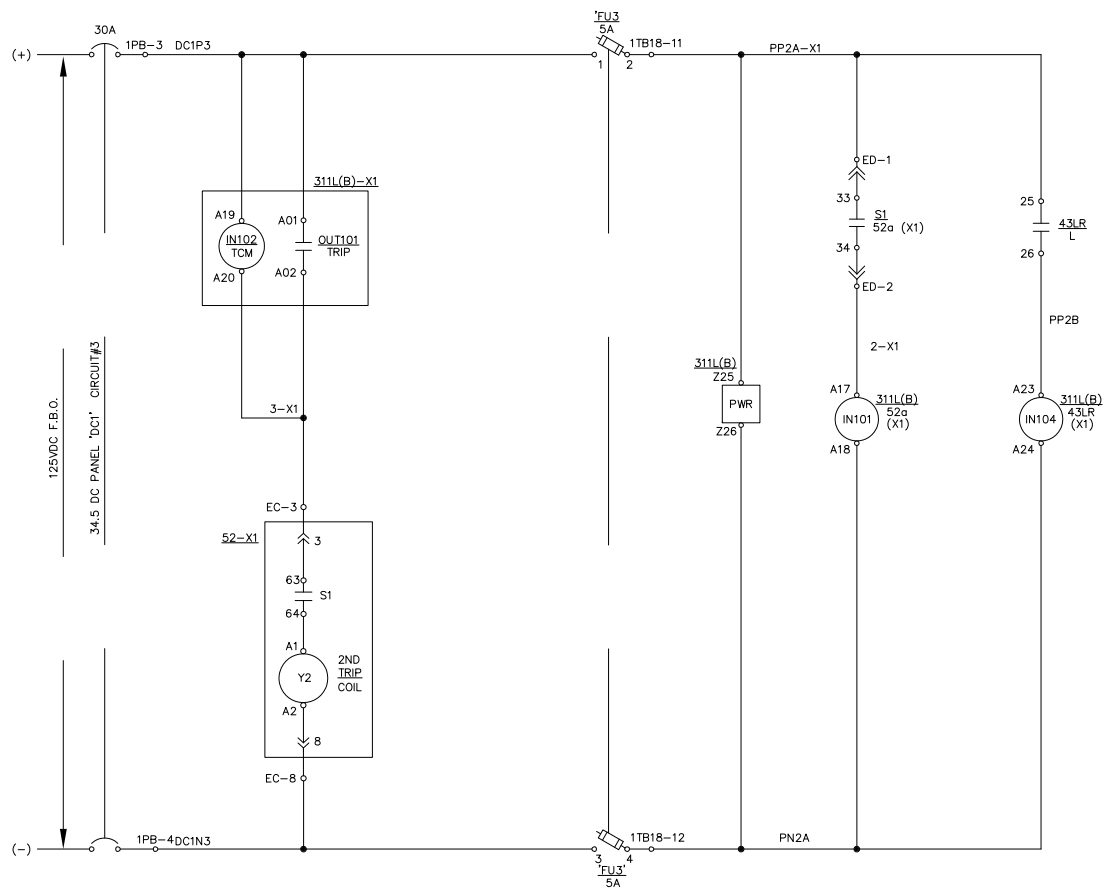 'FU3
5A
30A
(+)
1PB-3 DC1P3
1 2
1TB18-11
PP2A-X1
ED-1
311L(B)-X1
33
S1
52a (X1)
25
43LR
L
A19
A01
IN102
TCM
OUT101
TRIP
34
26
A20
A02
ED-2
PP2B
125VDC F.B.O.
34.5 DC PANEL 'DC1' CIRCUIT#3
2-X1
311L(B)
Z25
PWR
Z26
A17
311L(B)
52a
(X1)
IN101
A18
A23
311L(B)
43LR
(X1)
IN104
A24
3-X1
EC-3
52-X1
3
63
S1
64
A1
Y2
2ND
TRIP
COIL
A2
8
EC-8
(-)
1PB-4 DC1N3
3 4
1TB18-12
PN2A
'FU3'
5A